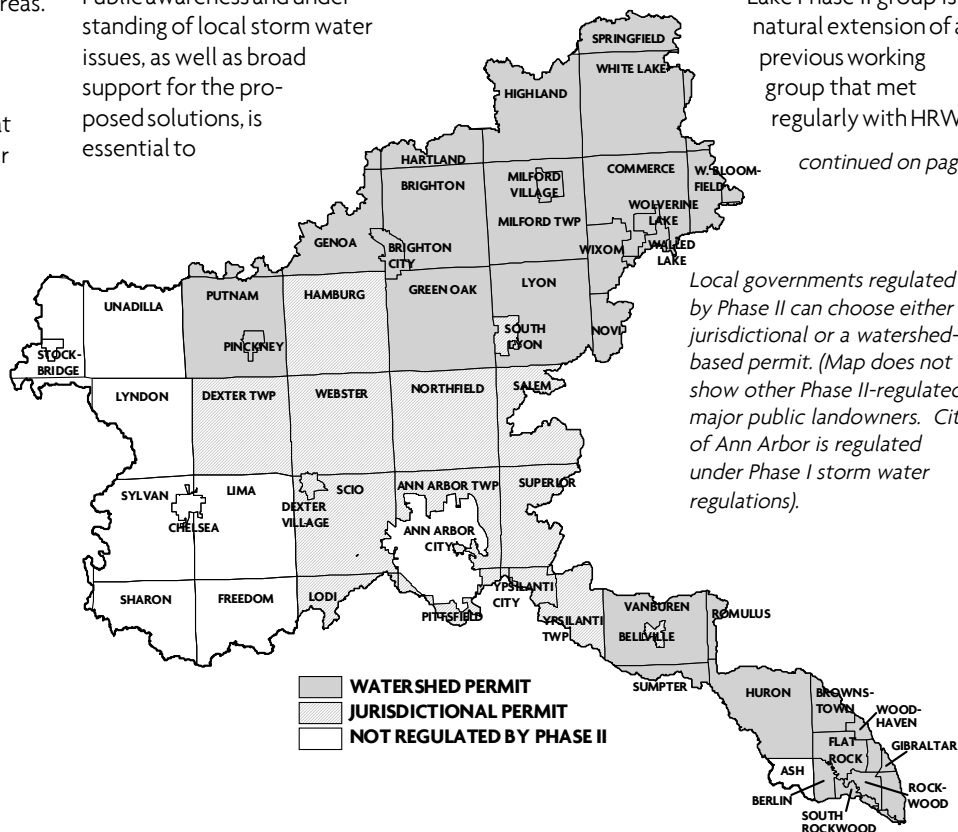 reas.
at
r
Public awareness and under-
standing of local storm water
issues, as well as broad
support for the pro-
posed solutions, is
essential to
Lake Phase II group is
natural extension of a
previous working
group that met
regularly with HRW
continued on pag
SPRINGFIELD
WHITE LAKE
HIGHLAND
HARTLAND
BRIGHTON
MILFORD
VILLAGE
COMMERCE
W. BLOOM-
FIELD
WOLVERINE
LAKE
MILFORD TWP
GENOA
BRIGHTON
CITY
WIXOM
WALLED
LAKE
UNADILLA
PUTNAM
HAMBURG
GREEN OAK
LYON
PINCKNEY
SOUTH
LYON
NOVI
STOCK-
BRIDGE
LYNDON
DEXTER TWP
WEBSTER
NORTHFIELD
SALEM
SYLVAN
LIMA
SCIO
ANN ARBOR TWP
SUPERIOR
CHELSEA
DEXTER
VILLAGE
ANN ARBOR
CITY
SHARON
FREEDOM
LODI
PITTSFIELD
YPSILANTI
CITY
YPSILANTI
TWP
VANBUREN
ROMULUS
BELLVILLE
SUMPTER
HURON
BROWNS-
TOWN
WOOD-
HAVEN
FLAT
ROCK
GIBRALTAR
ASH
BERLIN
SOUTH
ROCKWOOD
ROCK-
WOOD
Local governments regulated
by Phase II can choose either
jurisdictional or a watershed-
based permit. (Map does not
show other Phase II-regulated
major public landowners. Cit
of Ann Arbor is regulated
under Phase I storm water
regulations).
WATERSHED PERMIT
JURISDICTIONAL PERMIT
NOT REGULATED BY PHASE II